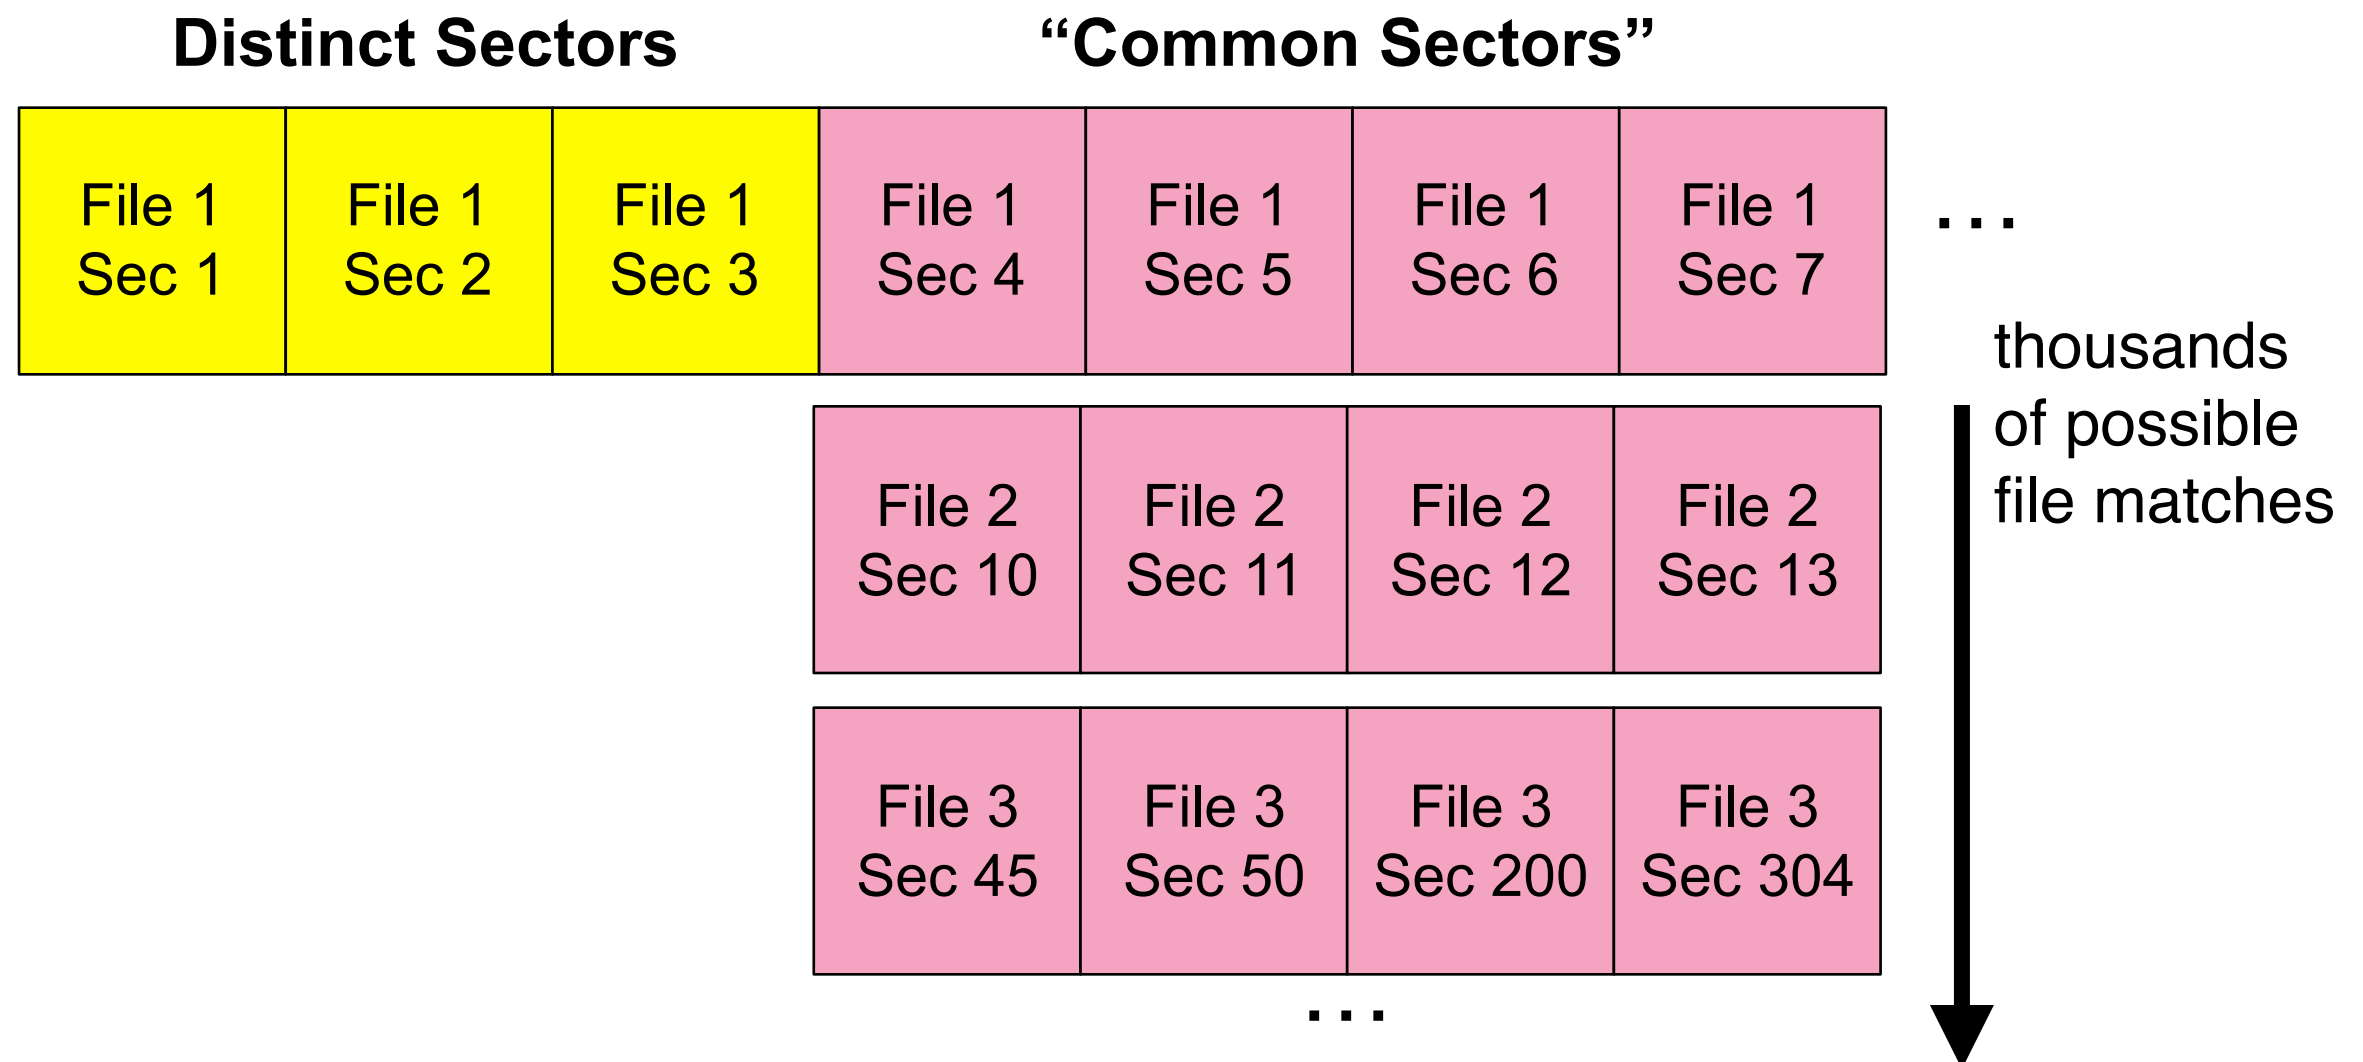 Distinct Sectors
“Common Sectors”
File 1
Sec 1
File 1
Sec 2
File 1
Sec 3
File 1
Sec 4
File 1
Sec 5
File 1
Sec 6
File 1
Sec 7
...
thousands
of possible
file matches
File 2
Sec 10
File 2
Sec 11
File 2
Sec 12
File 2
Sec 13
File 3
Sec 45
File 3
Sec 50
File 3
Sec 200
File 3
Sec 304
...